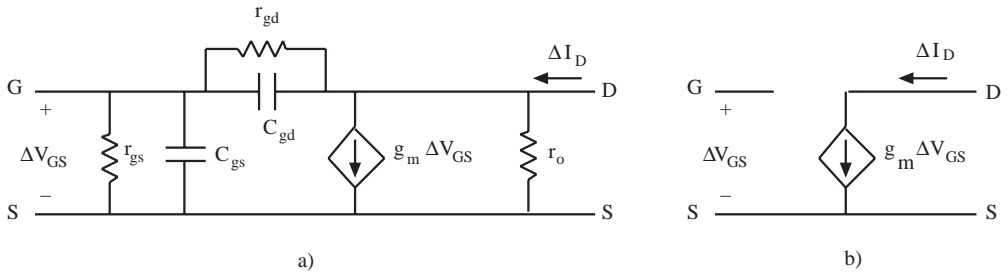 r_gd
ΔI_D
G
+
ΔV_GS
−
S
r_gs
C_gs
C_gd
g_m ΔV_GS
r_o
D
S
a)
ΔI_D
G
+
ΔV_GS
−
S
g_m ΔV_GS
D
S
b)